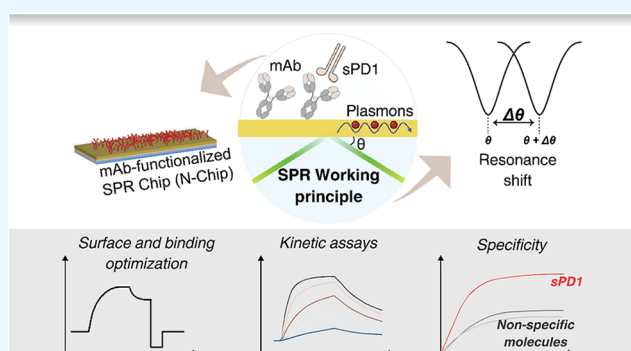 mAb
sPD1
Plasmons
θ
SPR Working
principle
mAb-functionalized
SPR Chip (N-Chip)
Δθ
θ
θ + Δθ
Resonance
shift
Surface and binding
optimization
Kinetic assays
Specificity
sPD1
Non-specific
molecules